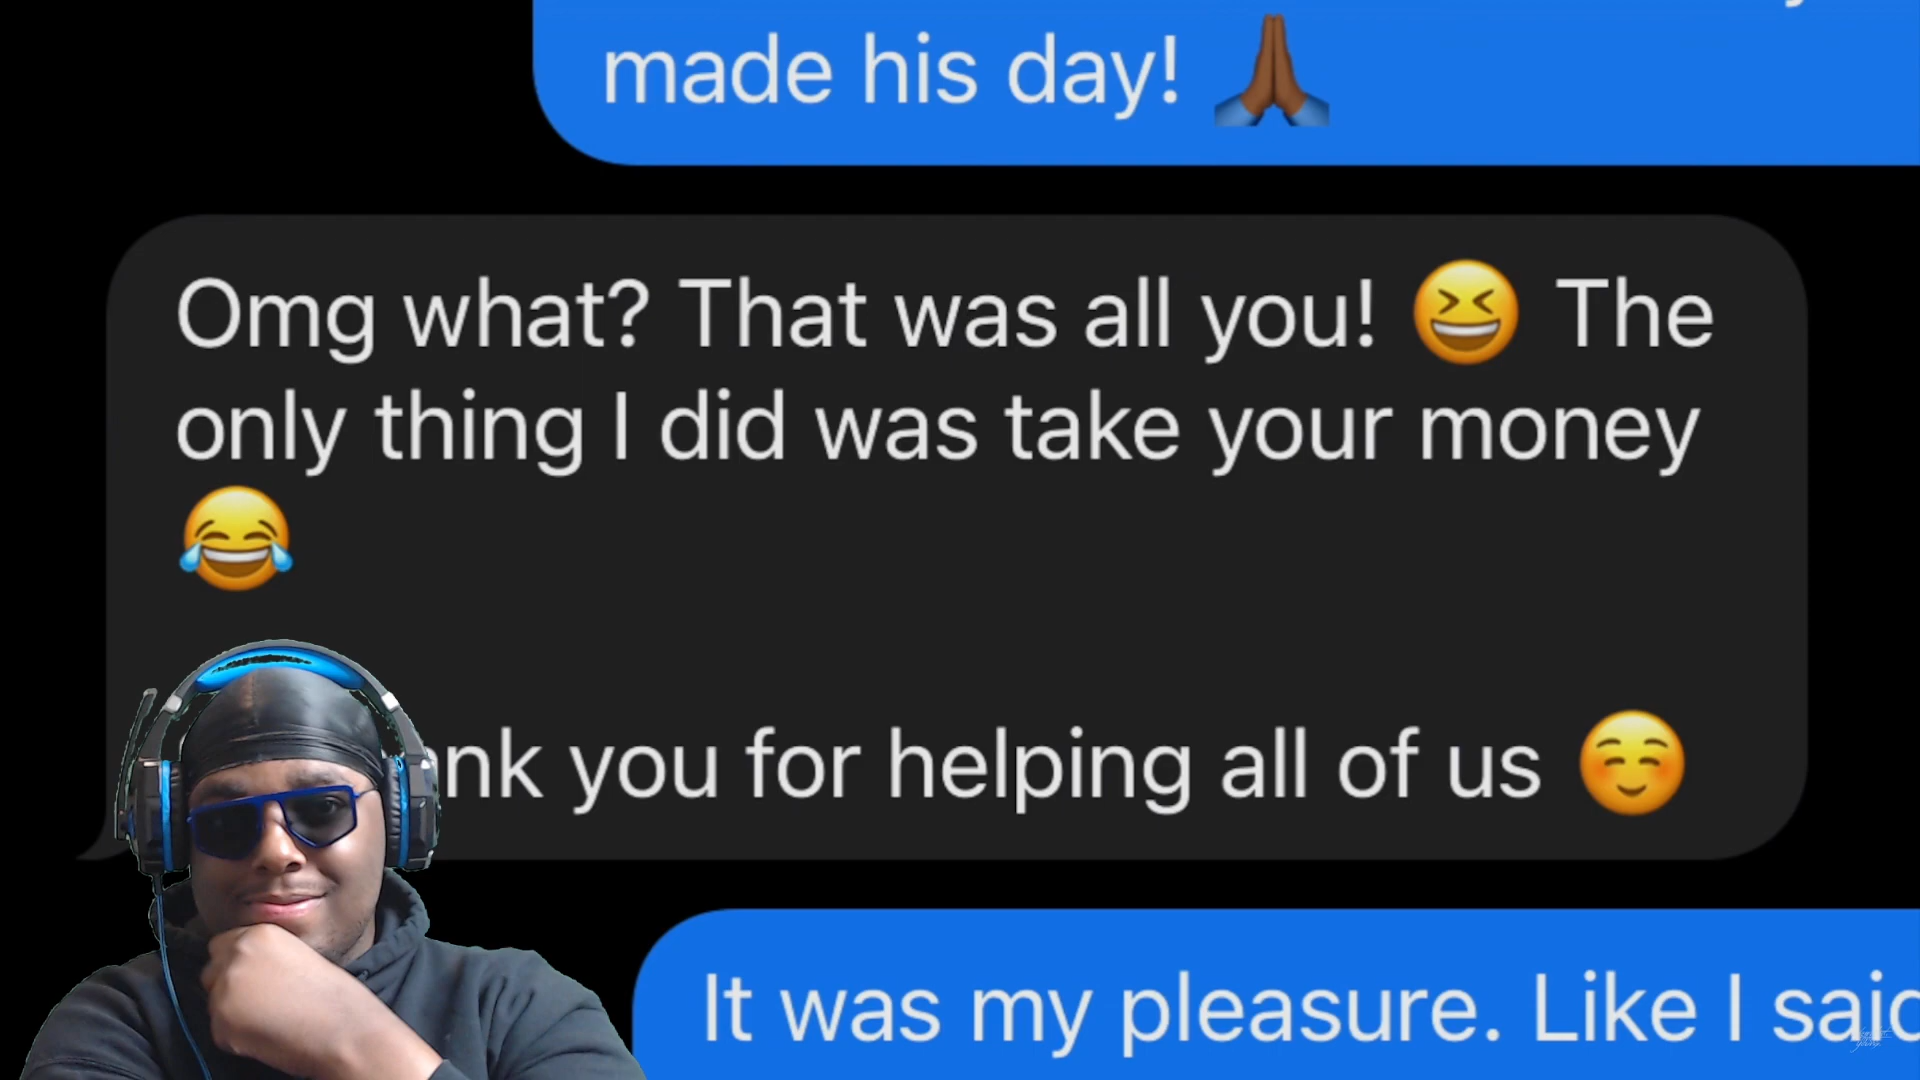 made his day! 🙏🏾
Omg what? That was all you! 😆 The
only thing I did was take your money
😂
ank you for helping all of us ☺️
It was my pleasure. Like I said